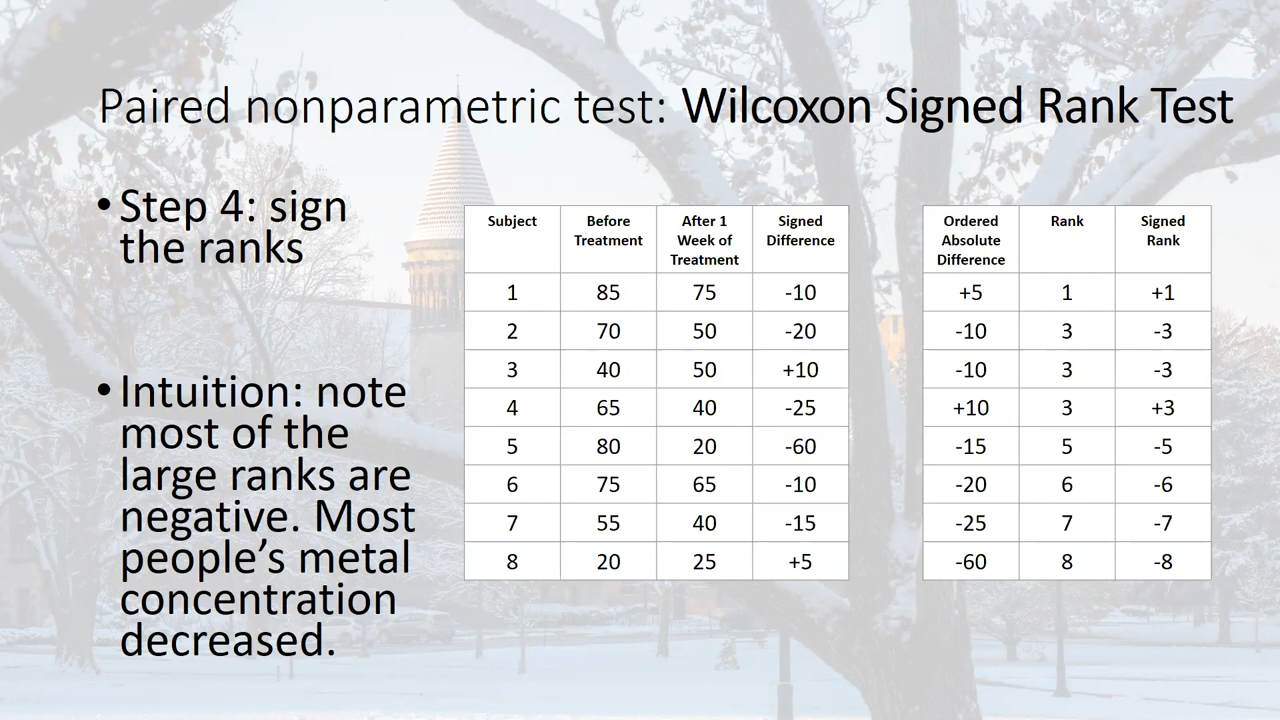 Paired nonparametric test: Wilcoxon Signed Rank Test
• Step 4: sign
the ranks
• Intuition: note
most of the
large ranks are
negative. Most
people's metal
concentration
decreased.
Subject Before Treatment After 1 Week of Treatment Signed Difference
1 85 75 -10
2 70 50 -20
3 40 50 +10
4 65 40 -25
5 80 20 -60
6 75 65 -10
7 55 40 -15
8 20 25 +5
Ordered Absolute Difference Rank Signed Rank
+5 1 +1
-10 3 -3
-10 3 -3
+10 3 +3
-15 5 -5
-20 6 -6
-25 7 -7
-60 8 -8